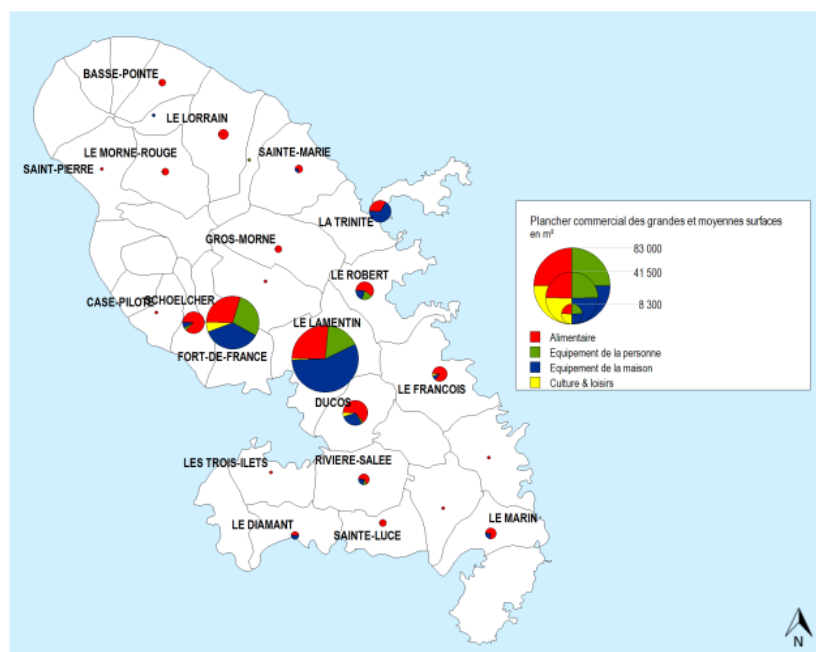 BASSE-POINTE
LE LORRAIN
LE MORNE-ROUGE
SAINTE-MARIE
SAINT-PIERRE
LA TRINITE
GROS-MORNE
LE ROBERT
CASE-PILOTE
SCHOELCHER
LE LAMENTIN
FORT-DE-FRANCE
LE FRANCOIS
DUCOS
LES TROIS-ILETS
RIVIERE-SALEE
LE DIAMANT
SAINTE-LUCE
LE MARIN
Plancher commercial des grandes et moyennes surfaces
en m²
83 000
41 500
8 300
Alimentaire
Equipement de la personne
Equipement de la maison
Culture & loisirs
N